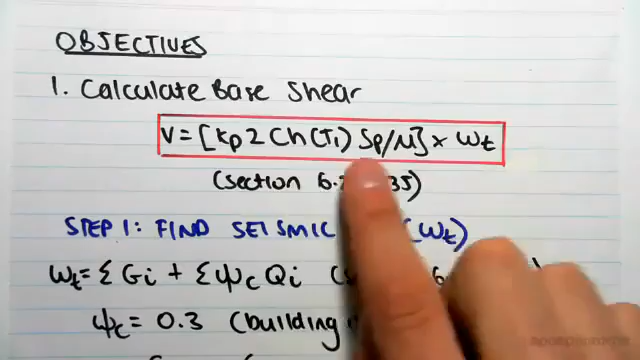 OBJECTIVES
1. Calculate Base Shear
V = [Kp Z Ch(T1) Sp/μ] x Wt
(section 6.
STEP 1: FIND SEISMIC (Wt)
Wt = Σ Gi + Σ ψc Qi
ψc = 0.3 (building